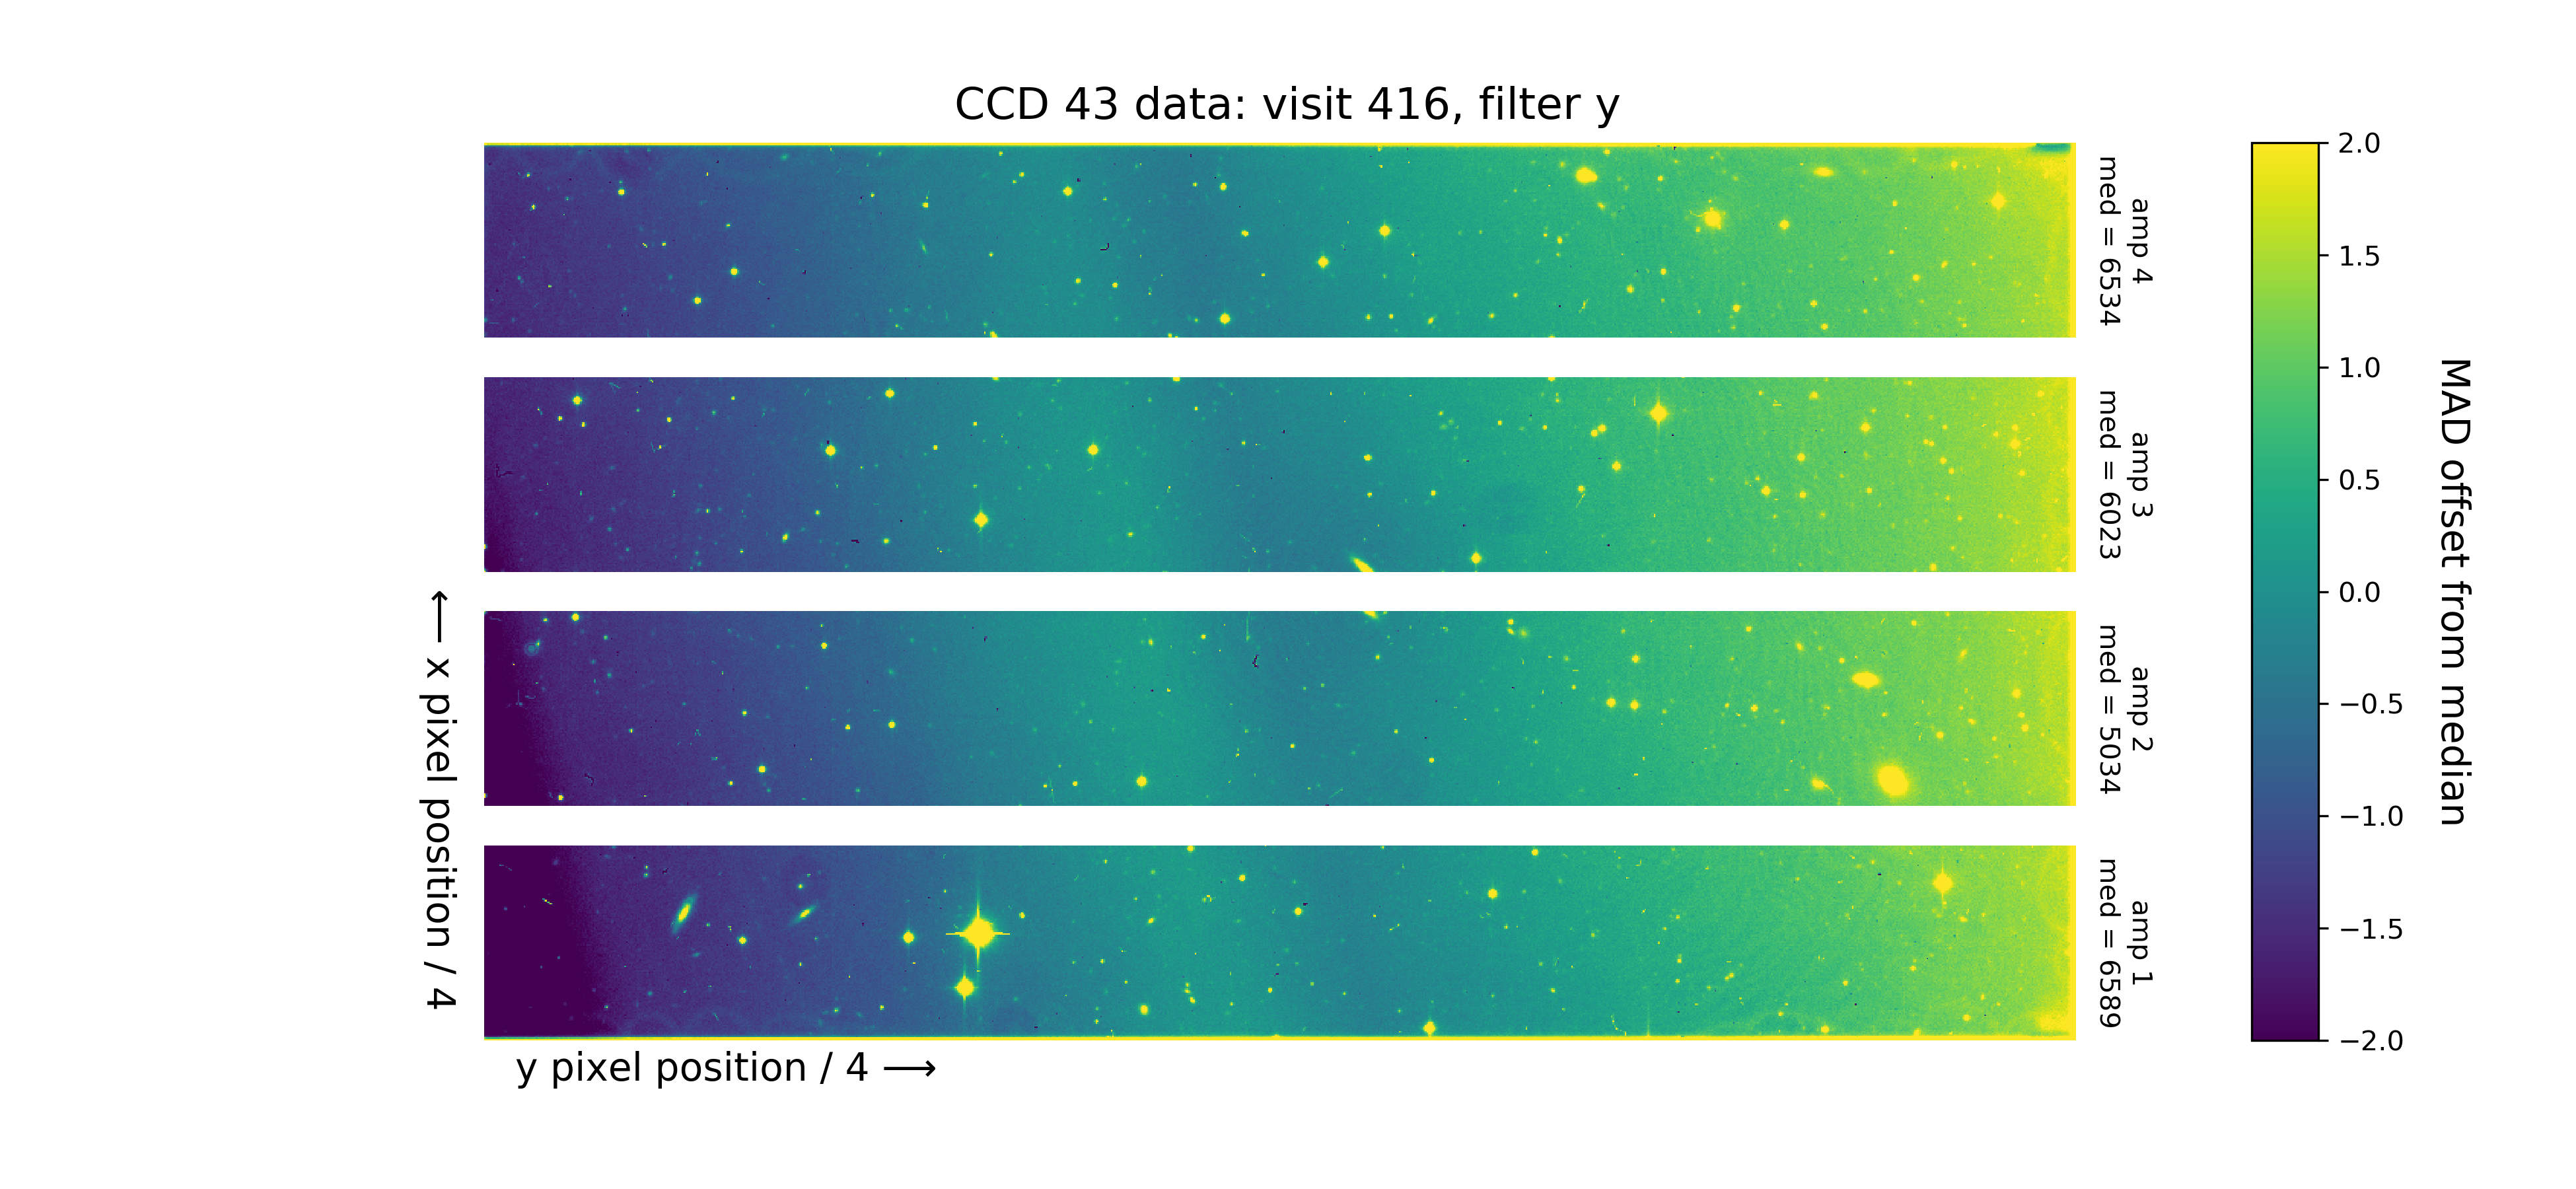 CCD 43 data: visit 416, filter y
amp 4
med = 6534
amp 3
med = 6023
amp 2
med = 5034
amp 1
med = 6589
⟵ x pixel position / 4
y pixel position / 4 ⟶
2.0
1.5
1.0
0.5
0.0
−0.5
−1.0
−1.5
−2.0
MAD offset from median